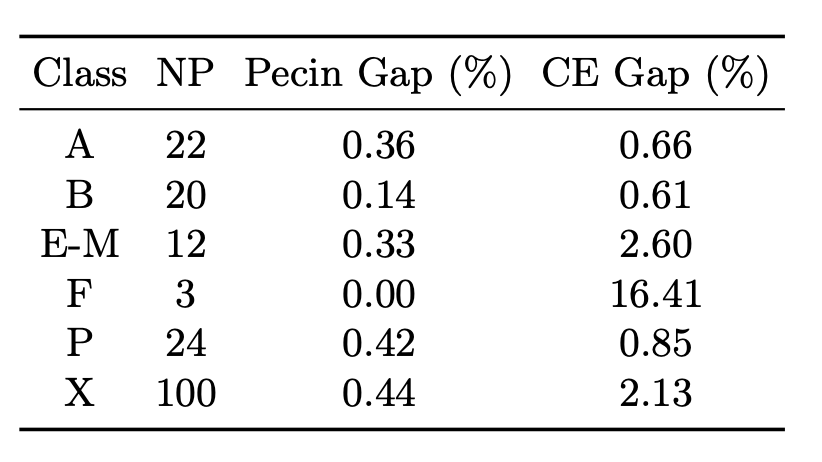 Class NP Pecin Gap (%) CE Gap (%)
A 22 0.36 0.66
B 20 0.14 0.61
E-M 12 0.33 2.60
F 3 0.00 16.41
P 24 0.42 0.85
X 100 0.44 2.13